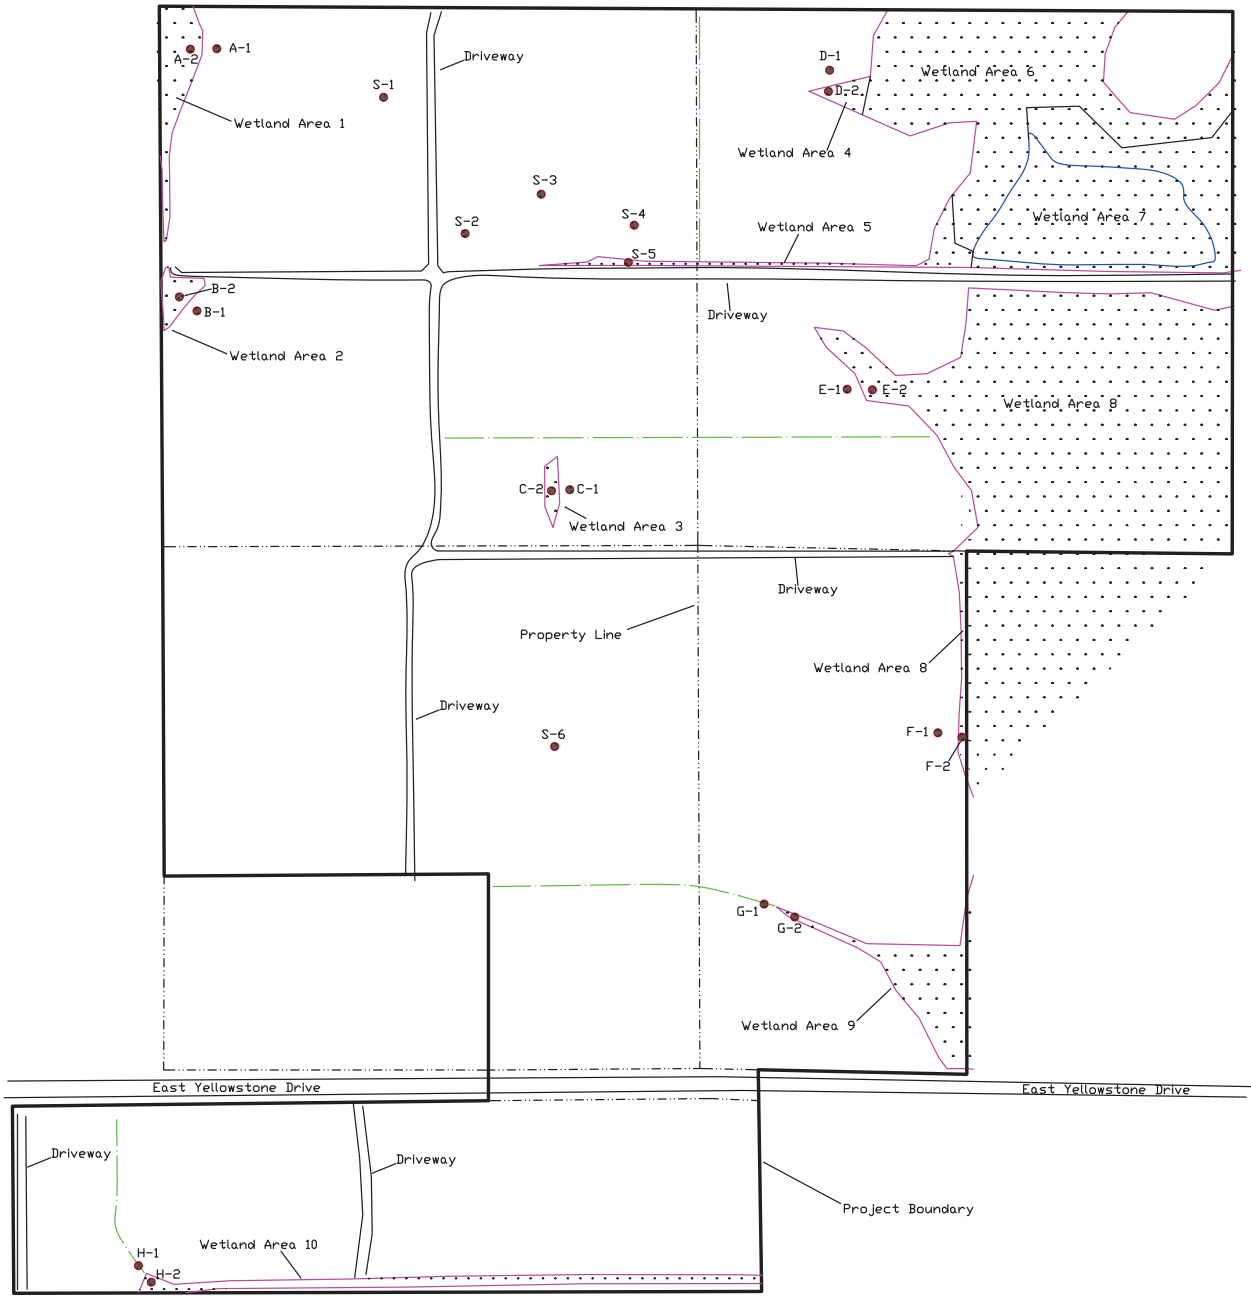 A-2
A-1
Driveway
D-1
Wetland Area 6
S-1
D-2
Wetland Area 1
Wetland Area 4
S-3
S-2
S-4
Wetland Area 7
Wetland Area 5
S-5
B-2
B-1
Driveway
Wetland Area 2
E-1
E-2
Wetland Area 8
C-2
C-1
Wetland Area 3
Driveway
Property Line
Wetland Area 8
Driveway
S-6
F-1
F-2
G-1
G-2
Wetland Area 9
East Yellowstone Drive
East Yellowstone Drive
Driveway
Driveway
Project Boundary
Wetland Area 10
H-1
H-2